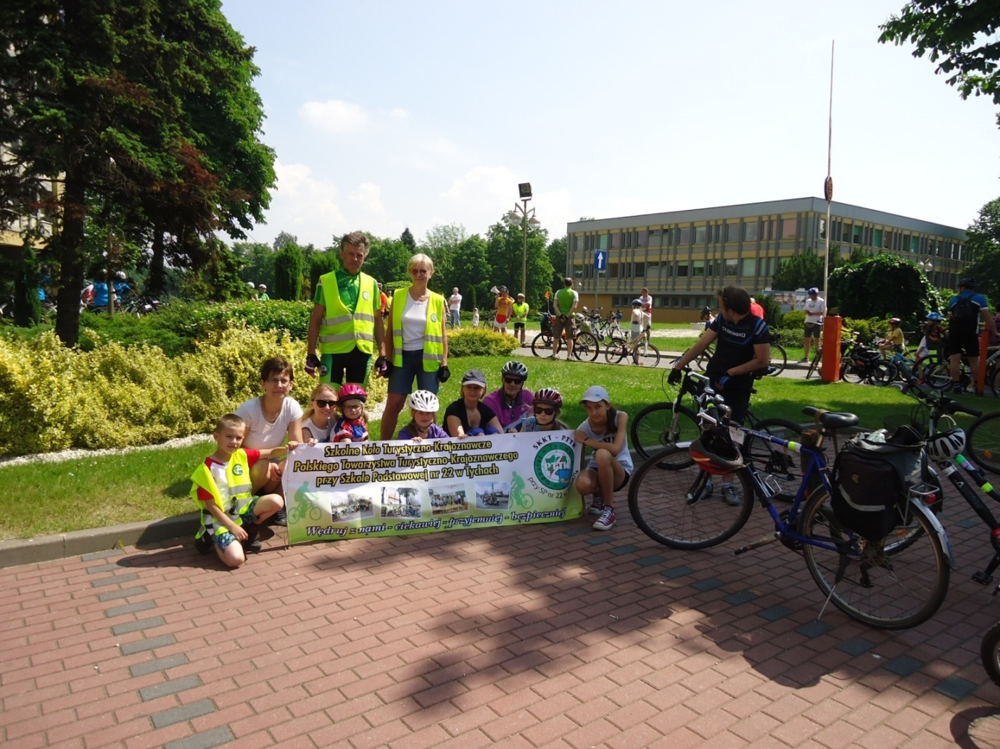 Szkolne Koło Turystyczno-Krajoznawcze
Polskiego Towarzystwa Turystyczno-Krajoznawczego
przy Szkole Podstawowej nr 22 w Tychach
Wędruj z nami - ciekawiej - przyjemniej - bezpieczniej
SKKT - PTTK
PTTK
przy SP nr 22 w
SHIMANO